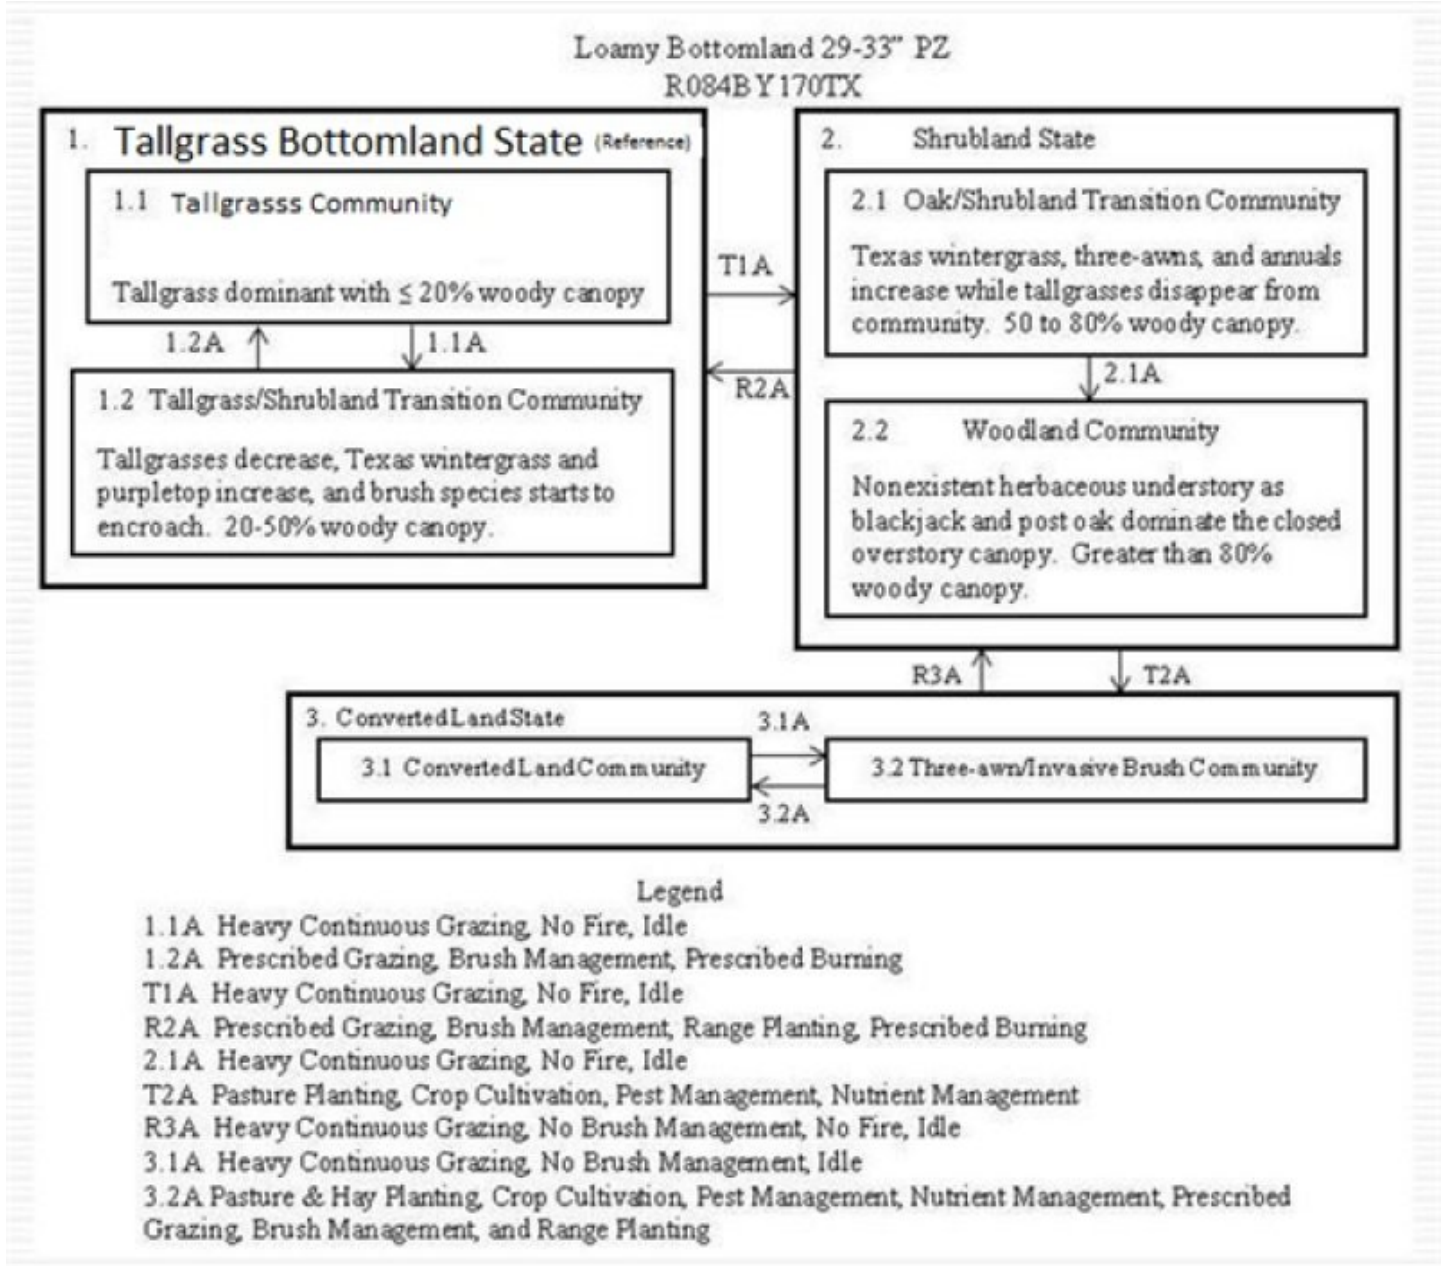 Loamy Bottomland 29-33" PZ
R084BY170TX
1. Tallgrass Bottomland State (Reference)
1.1 Tallgrasss Community
Tallgrass dominant with ≤ 20% woody canopy
1.2A
1.1A
1.2 Tallgrass/Shrubland Transition Community
Tallgrasses decrease, Texas wintergrass and
purpletop increase, and brush species starts to
encroach. 20-50% woody canopy.
T1A
R2A
2. Shrubland State
2.1 Oak/Shrubland Transition Community
Texas wintergrass, three-awns, and annuals
increase while tallgrasses disappear from
community. 50 to 80% woody canopy.
2.1A
2.2 Woodland Community
Nonexistent herbaceous understory as
blackjack and post oak dominate the closed
overstory canopy. Greater than 80%
woody canopy.
R3A
T2A
3. Converted Land State
3.1A
3.1 Converted Land Community
3.2 Three-awn/Invasive Brush Community
3.2A
Legend
1.1A Heavy Continuous Grazing, No Fire, Idle
1.2A Prescribed Grazing, Brush Management, Prescribed Burning
T1A Heavy Continuous Grazing, No Fire, Idle
R2A Prescribed Grazing, Brush Management, Range Planting, Prescribed Burning
2.1A Heavy Continuous Grazing, No Fire, Idle
T2A Pasture Planting, Crop Cultivation, Pest Management, Nutrient Management
R3A Heavy Continuous Grazing, No Brush Management, No Fire, Idle
3.1A Heavy Continuous Grazing, No Brush Management, Idle
3.2A Pasture & Hay Planting, Crop Cultivation, Pest Management, Nutrient Management, Prescribed
Grazing, Brush Management, and Range Planting